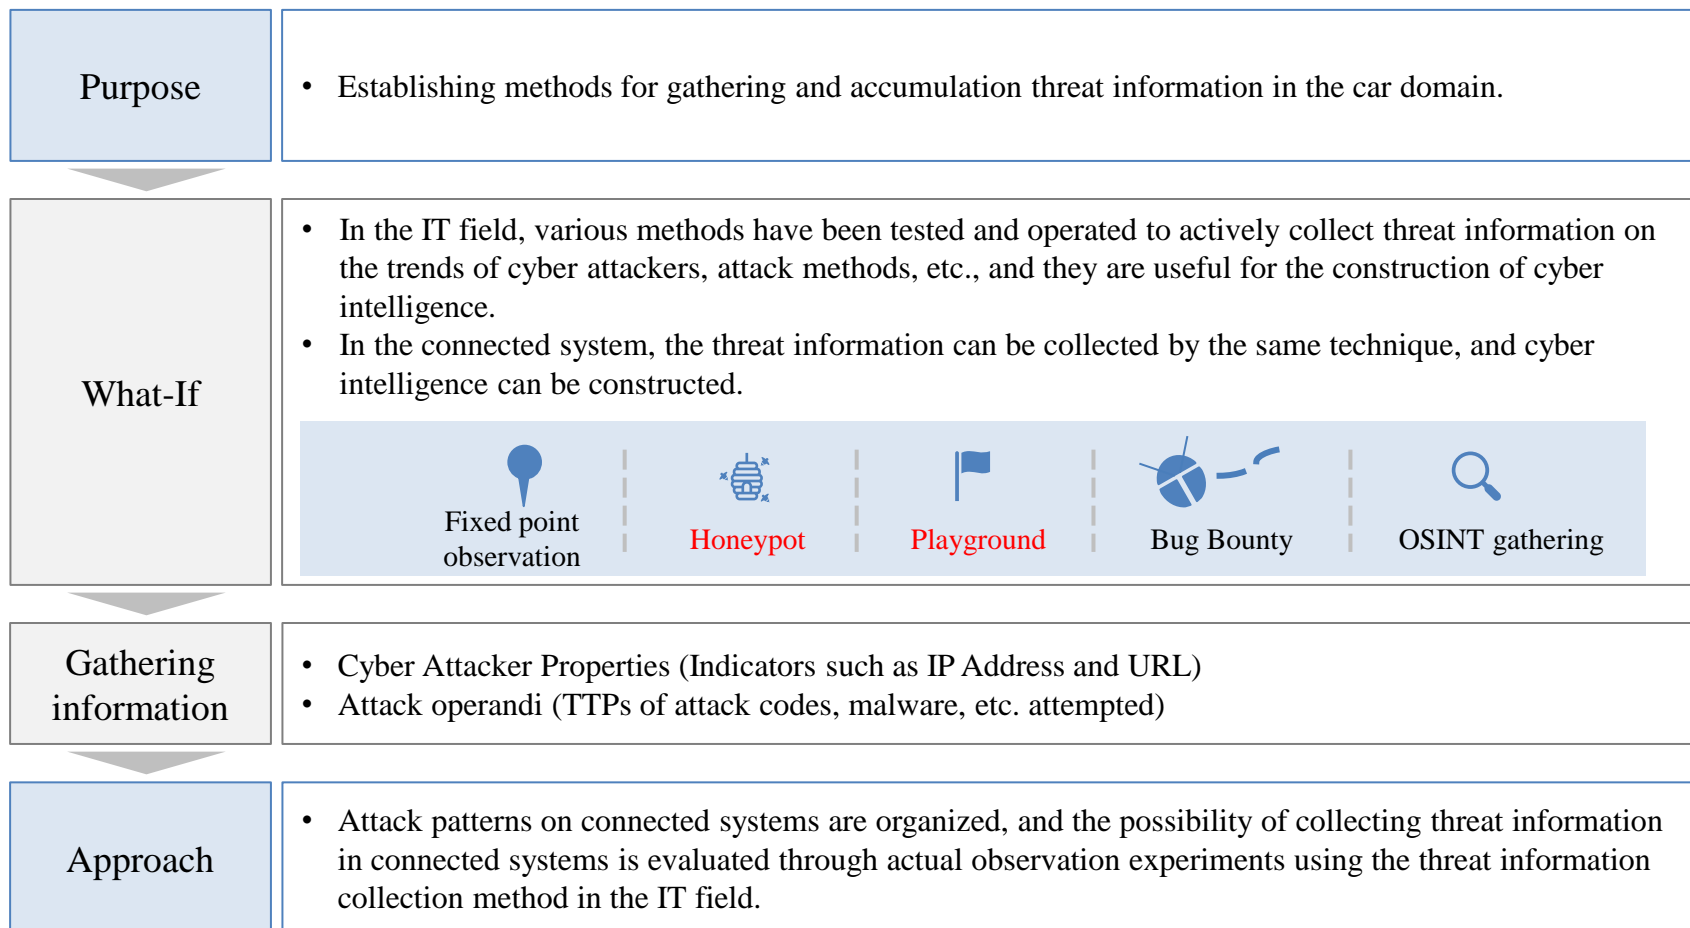 Purpose
• Establishing methods for gathering and accumulation threat information in the car domain.
What-If
• In the IT field, various methods have been tested and operated to actively collect threat information on
the trends of cyber attackers, attack methods, etc., and they are useful for the construction of cyber
intelligence.
• In the connected system, the threat information can be collected by the same technique, and cyber
intelligence can be constructed.
Fixed point
observation
Honeypot
Playground
Bug Bounty
OSINT gathering
Gathering
information
• Cyber Attacker Properties (Indicators such as IP Address and URL)
• Attack operandi (TTPs of attack codes, malware, etc. attempted)
Approach
• Attack patterns on connected systems are organized, and the possibility of collecting threat information
in connected systems is evaluated through actual observation experiments using the threat information
collection method in the IT field.